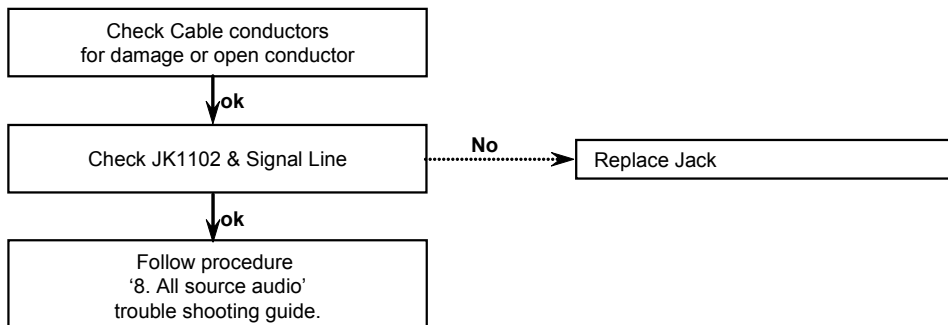 Check Cable conductors
for damage or open conductor
ok
Check JK1102 & Signal Line
No
Replace Jack
ok
Follow procedure
‘8. All source audio’
trouble shooting guide.